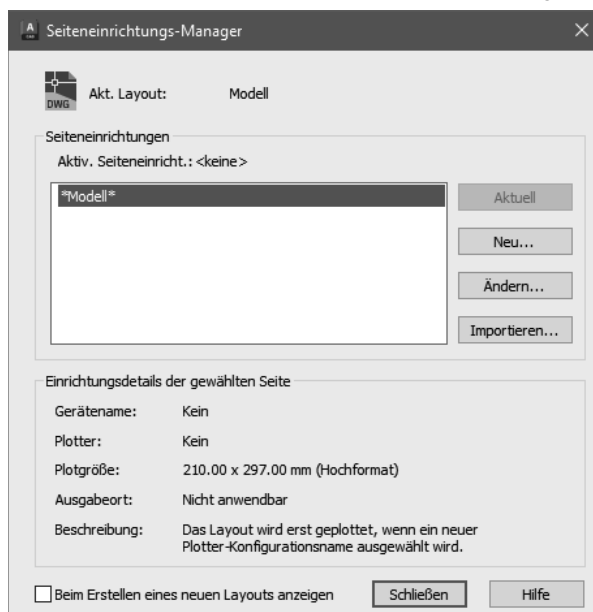 Seiteneinrichtungs-Manager
Akt. Layout: Modell
DWG
Seiteneinrichtungen
Aktiv. Seiteneinricht.: <keine>
*Modell*
Aktuell
Neu...
Ändern...
Importieren...
Einrichtungsdetails der gewählten Seite
Gerätename: Kein
Plotter: Kein
Plotgröße: 210.00 x 297.00 mm (Hochformat)
Ausgabeort: Nicht anwendbar
Beschreibung: Das Layout wird erst geplottet, wenn ein neuer
Plotter-Konfigurationsname ausgewählt wird.
Beim Erstellen eines neuen Layouts anzeigen Schließen Hilfe